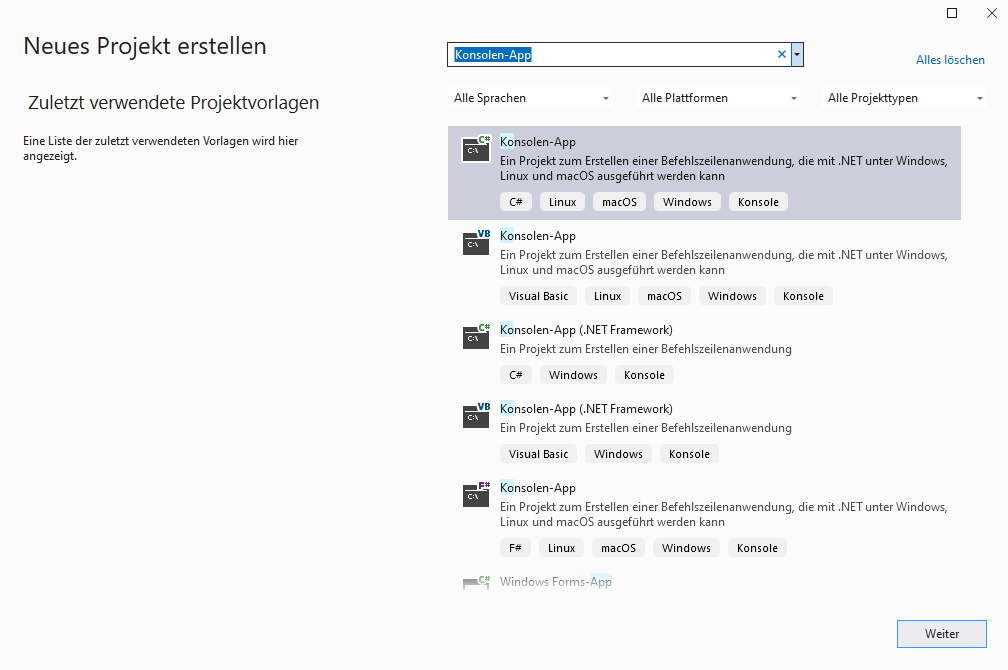 Neues Projekt erstellen
Zuletzt verwendete Projektvorlagen
Eine Liste der zuletzt verwendeten Vorlagen wird hier
angezeigt.
Konsolen-App
Alles löschen
Alle Sprachen
Alle Plattformen
Alle Projekttypen
C#
C:\
Konsolen-App
Ein Projekt zum Erstellen einer Befehlszeilenanwendung, die mit .NET unter Windows,
Linux und macOS ausgeführt werden kann
C# Linux macOS Windows Konsole
VB
C:\
Konsolen-App
Ein Projekt zum Erstellen einer Befehlszeilenanwendung, die mit .NET unter Windows,
Linux und macOS ausgeführt werden kann
Visual Basic Linux macOS Windows Konsole
C#
C:\
Konsolen-App (.NET Framework)
Ein Projekt zum Erstellen einer Befehlszeilenanwendung
C# Windows Konsole
VB
C:\
Konsolen-App (.NET Framework)
Ein Projekt zum Erstellen einer Befehlszeilenanwendung
Visual Basic Windows Konsole
F#
C:\
Konsolen-App
Ein Projekt zum Erstellen einer Befehlszeilenanwendung, die mit .NET unter Windows,
Linux und macOS ausgeführt werden kann
F# Linux macOS Windows Konsole
C#
Windows Forms-App
Weiter